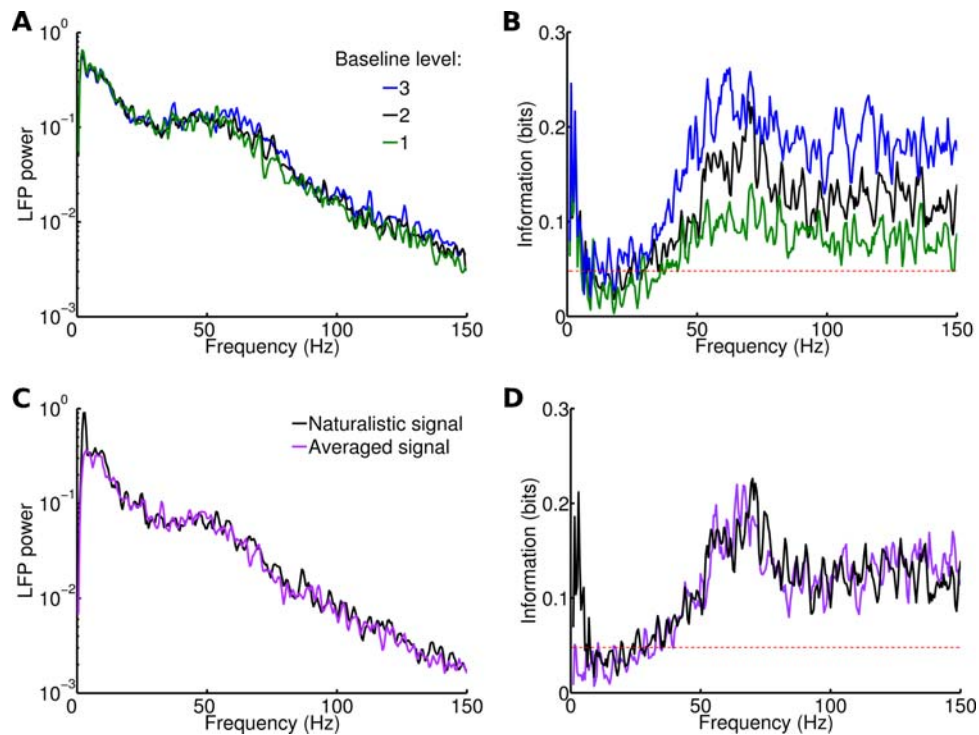 A
10^0
10^-1
10^-2
10^-3
LFP power
Baseline level:
3
2
1
0
50
100
150
Frequency (Hz)
B
0.3
0.2
0.1
0
Information (bits)
0
50
100
150
Frequency (Hz)
C
10^0
10^-1
10^-2
10^-3
LFP power
Naturalistic signal
Averaged signal
0
50
100
150
Frequency (Hz)
D
0.3
0.2
0.1
0
Information (bits)
0
50
100
150
Frequency (Hz)